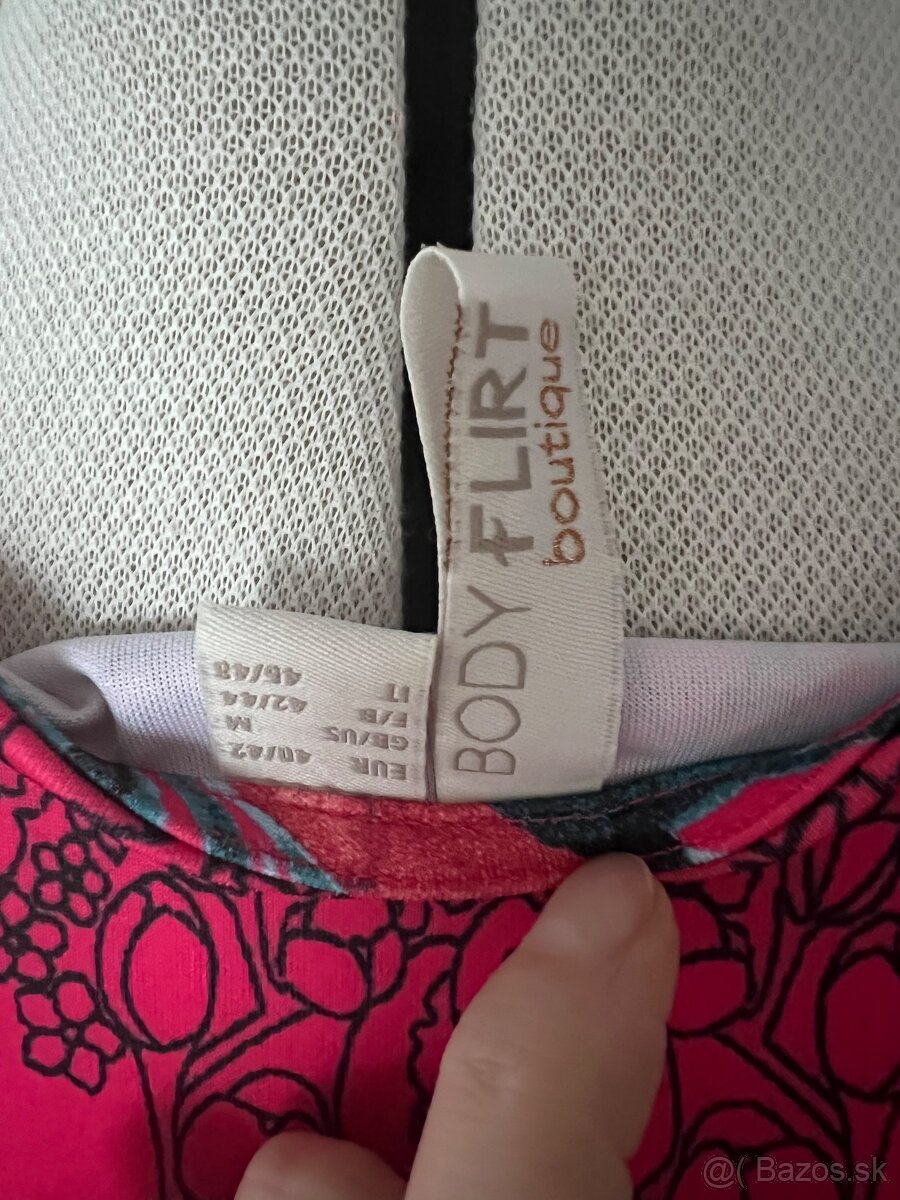 BODY FLIRT
boutique
EUR 40/42
GB/US M
F/B 42/44
IT 46/48
@( Bazos.sk